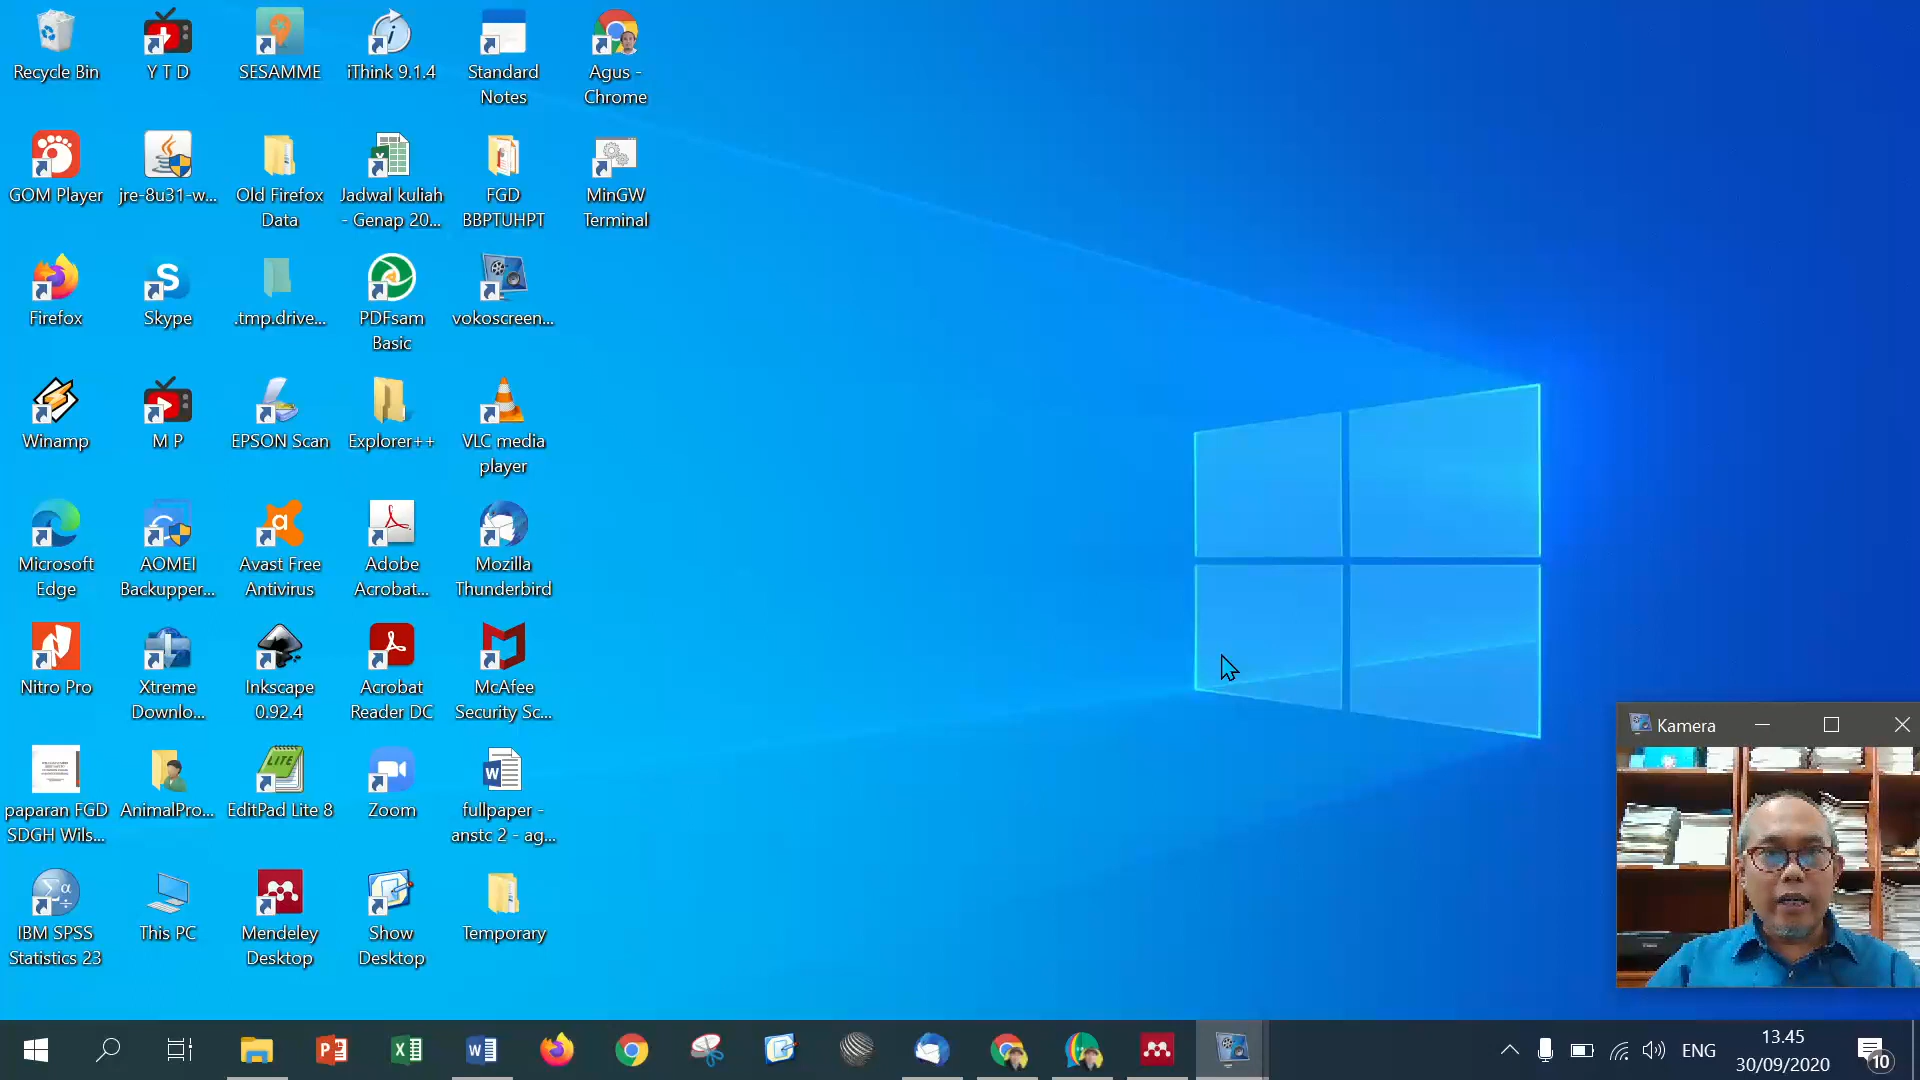 Recycle Bin
Y T D
SESAMME
iThink 9.1.4
Standard
Notes
Agus -
Chrome
GOM Player
jre-8u31-w...
Old Firefox
Data
Jadwal kuliah
- Genap 20...
FGD
BBPTUHPT
MinGW
Terminal
Firefox
Skype
.tmp.drive...
PDFsam
Basic
vokoscreen...
Winamp
M P
EPSON Scan
Explorer++
VLC media
player
Microsoft
Edge
AOMEI
Backupper...
Avast Free
Antivirus
Adobe
Acrobat...
Mozilla
Thunderbird
Nitro Pro
Xtreme
Downlo...
Inkscape
0.92.4
Acrobat
Reader DC
McAfee
Security Sc...
paparan FGD
SDGH Wils...
AnimalPro...
EditPad Lite 8
Zoom
fullpaper -
anstc 2 - ag...
IBM SPSS
Statistics 23
This PC
Mendeley
Desktop
Show
Desktop
Temporary
Kamera
ENG
13.45
30/09/2020
10